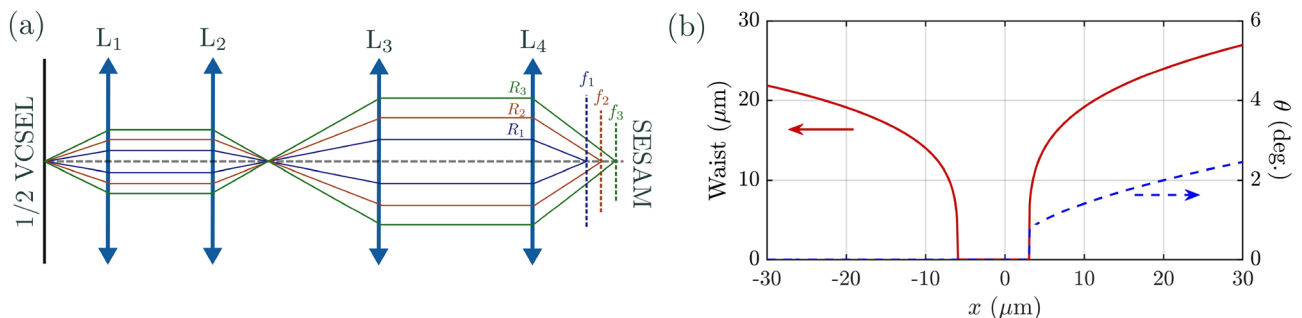 (a)
L₁ L₂ L₃ L₄
1/2 VCSEL
R₃
R₂
R₁
f₁
f₂
f₃
SESAM
(b)
30
20
10
0
Waist (μm)
-30 -20 -10 0 10 20 30
x (μm)
6
4
2
0
θ (deg.)